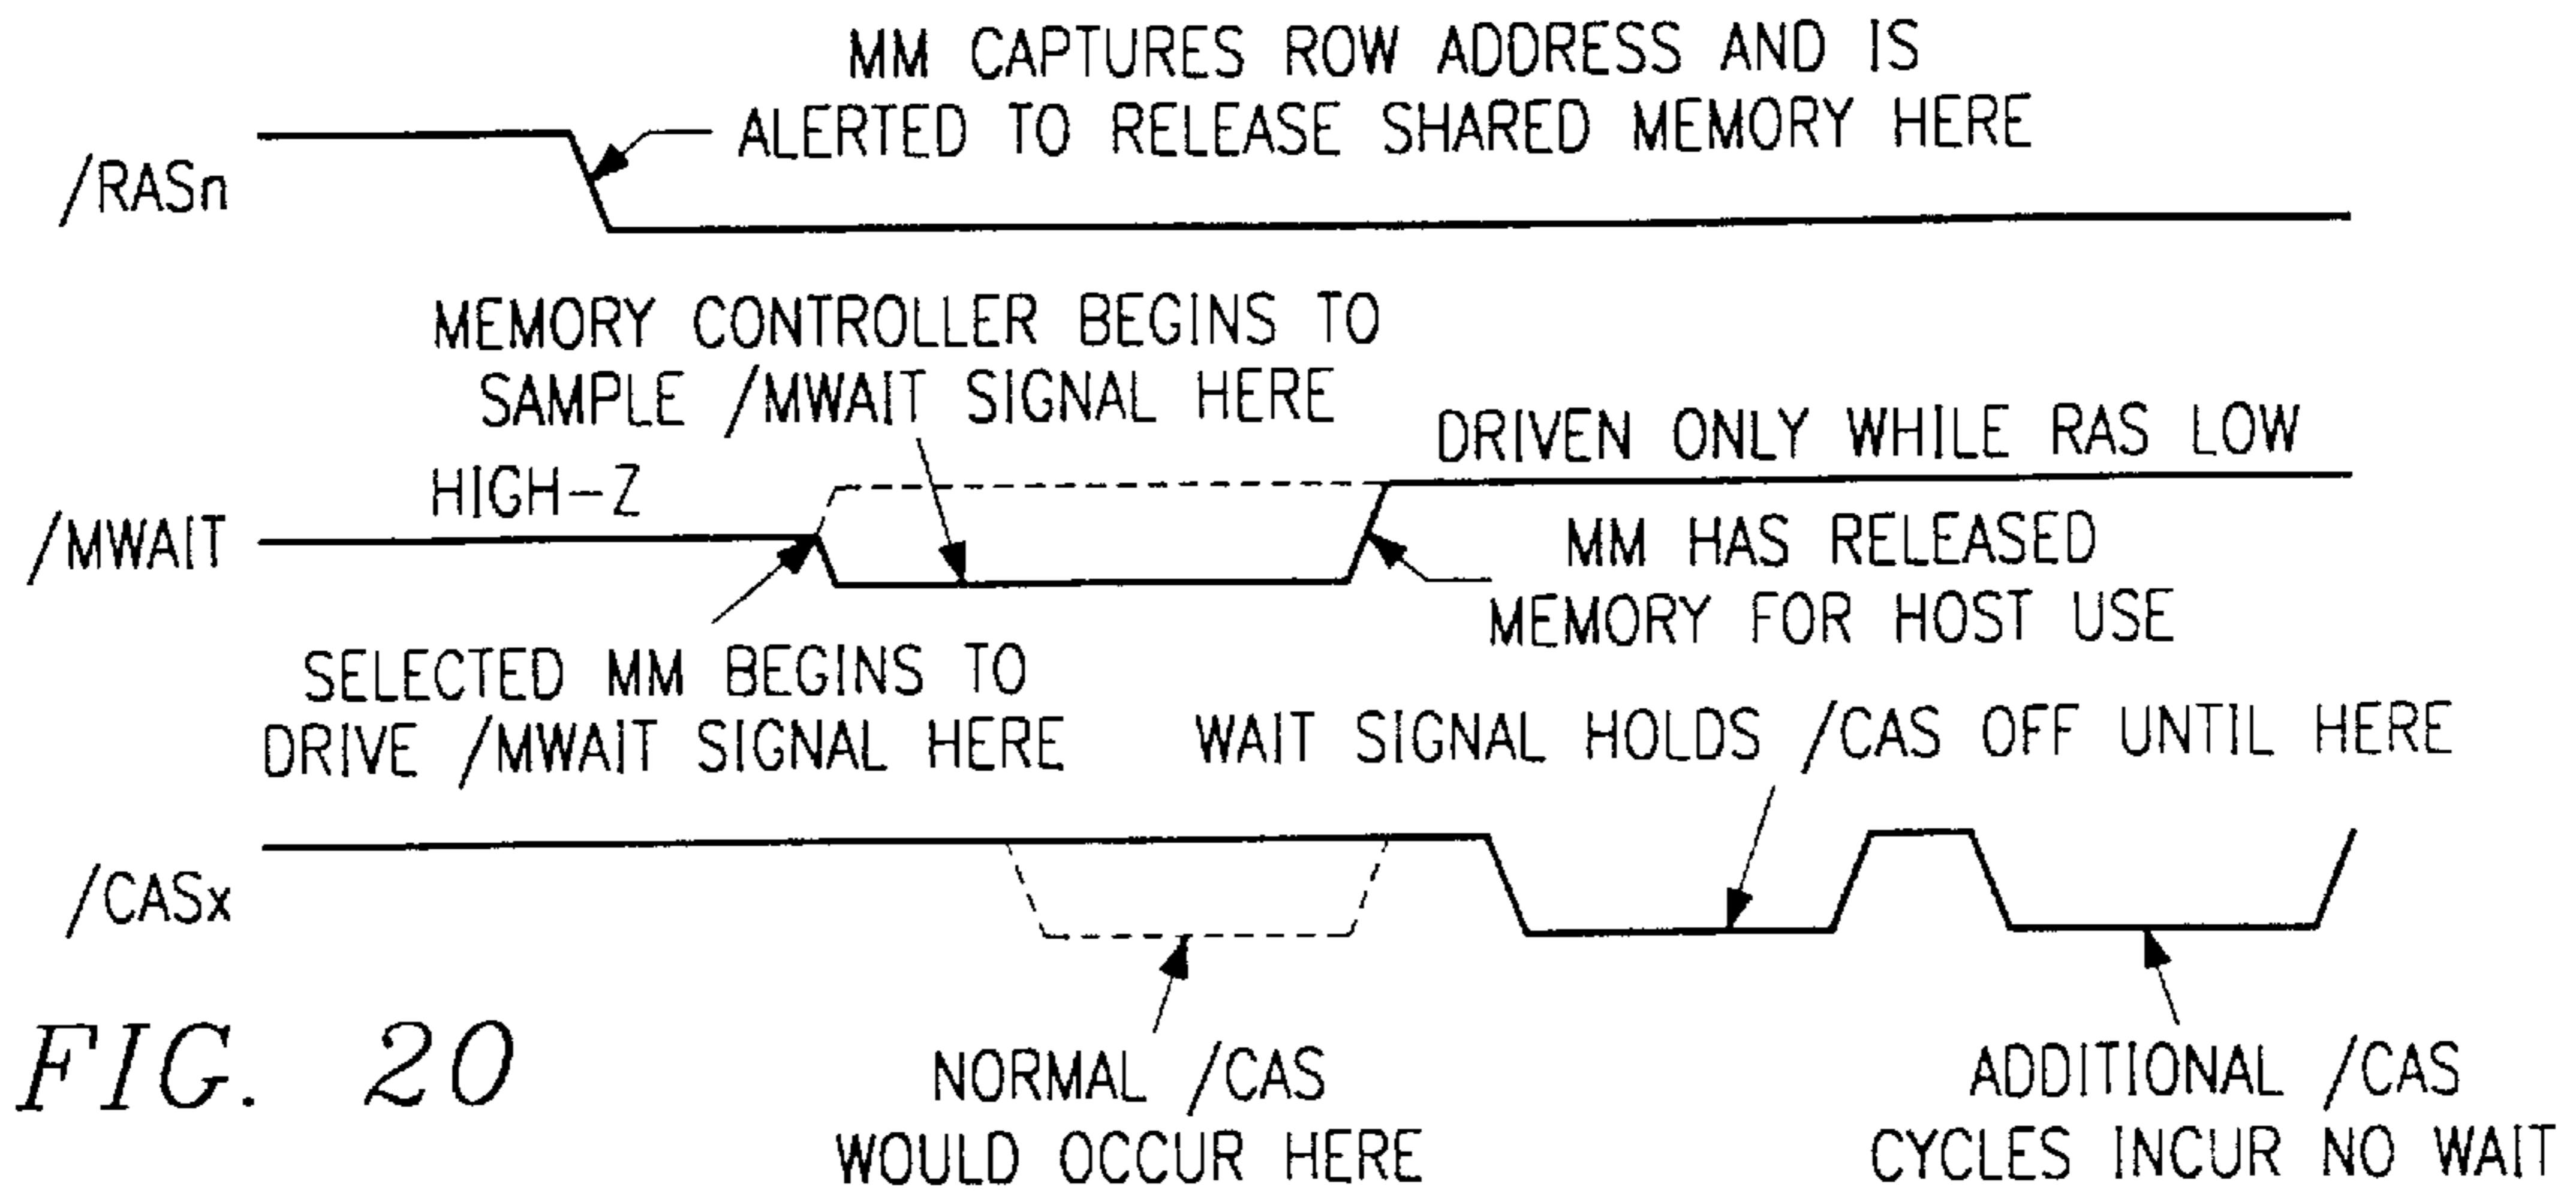 MM CAPTURES ROW ADDRESS AND IS
ALERTED TO RELEASE SHARED MEMORY HERE
/RASn
MEMORY CONTROLLER BEGINS TO
SAMPLE /MWAIT SIGNAL HERE
DRIVEN ONLY WHILE RAS LOW
HIGH-Z
/MWAIT
MM HAS RELEASED
MEMORY FOR HOST USE
SELECTED MM BEGINS TO
DRIVE /MWAIT SIGNAL HERE
WAIT SIGNAL HOLDS /CAS OFF UNTIL HERE
/CASx
NORMAL /CAS
WOULD OCCUR HERE
ADDITIONAL /CAS
CYCLES INCUR NO WAIT
FIG. 20